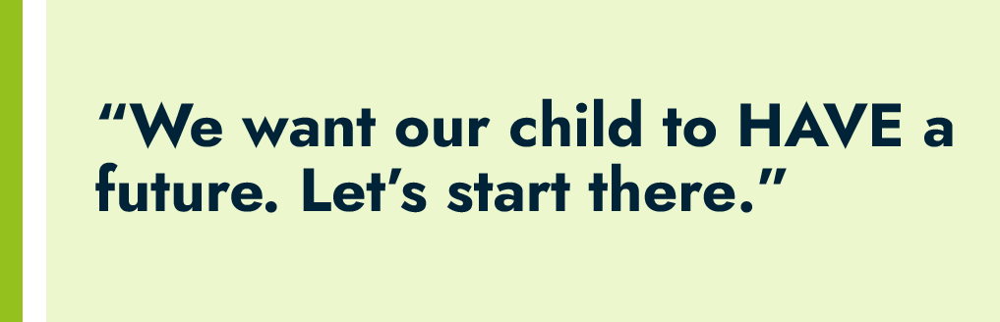 “We want our child to HAVE a
future. Let’s start there.”